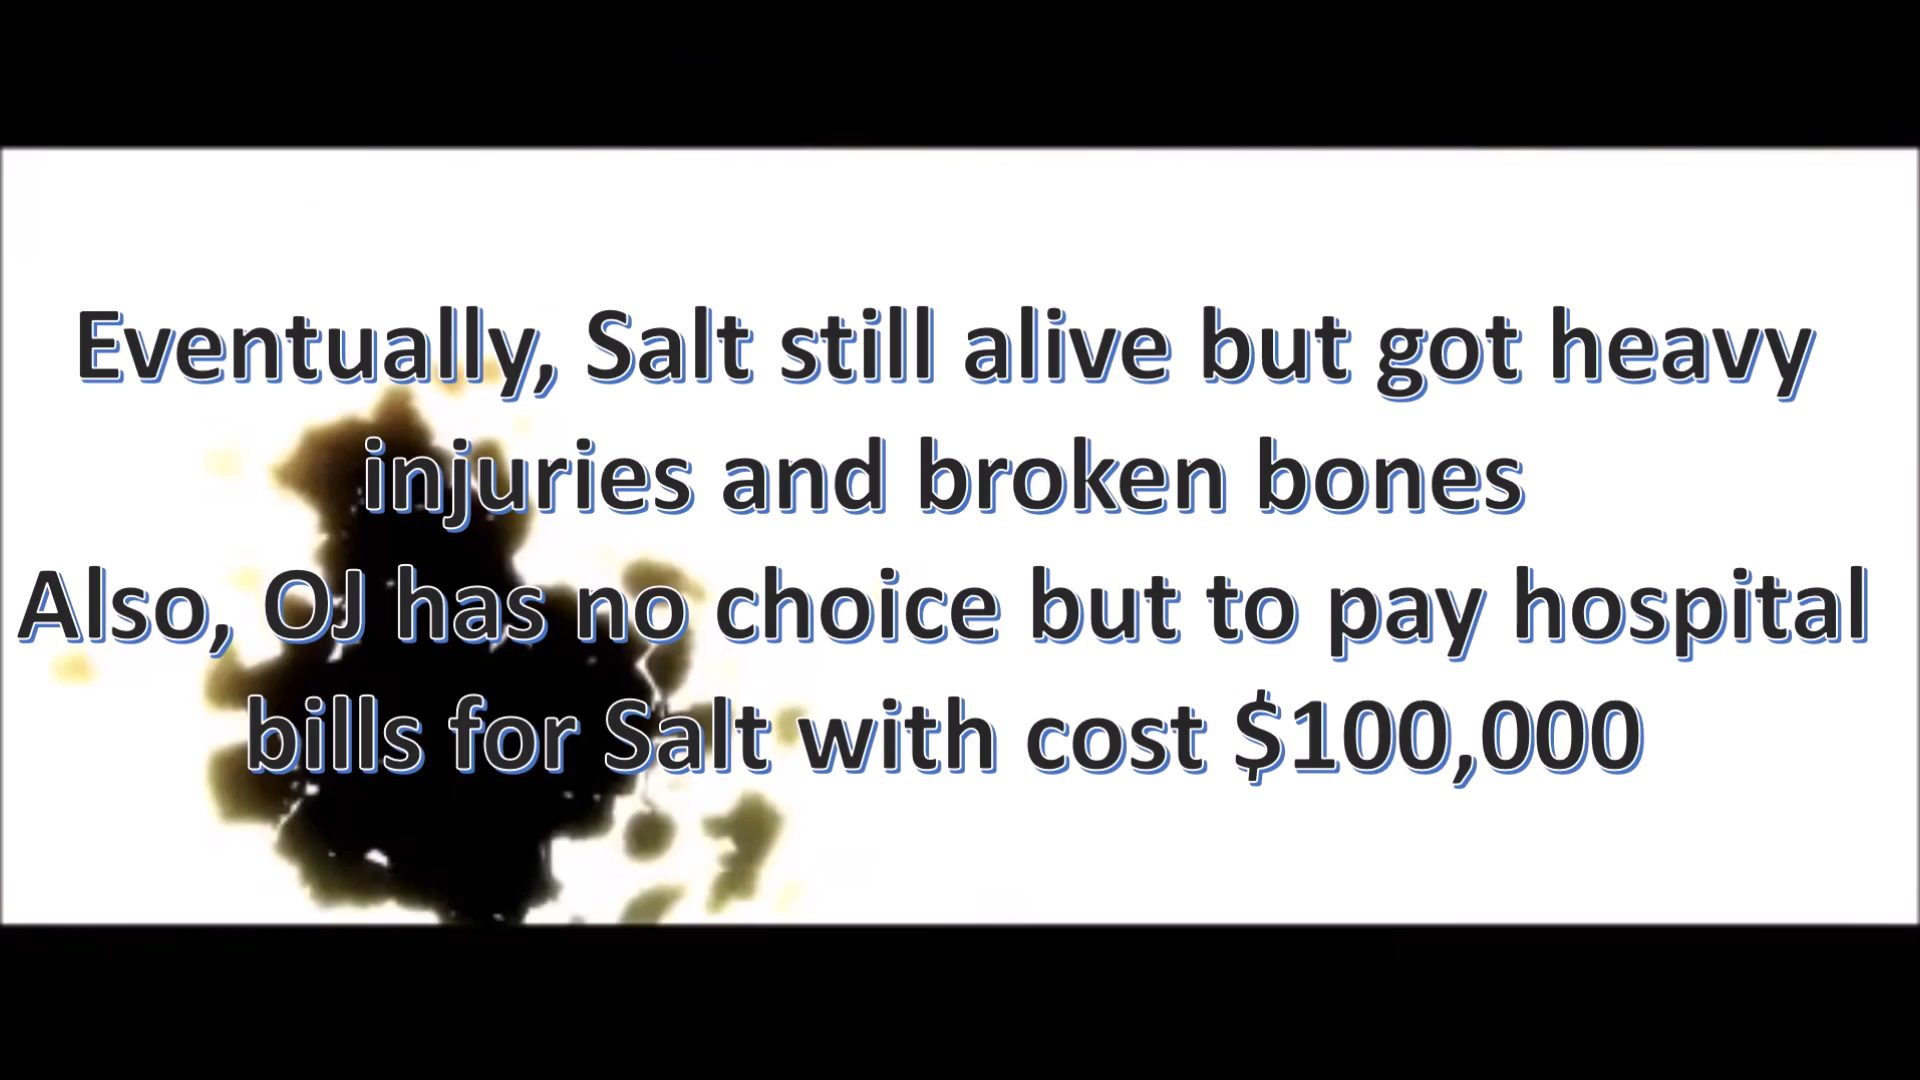 Eventually, Salt still alive but got heavy
injuries and broken bones
Also, OJ has no choice but to pay hospital
bills for Salt with cost $100,000